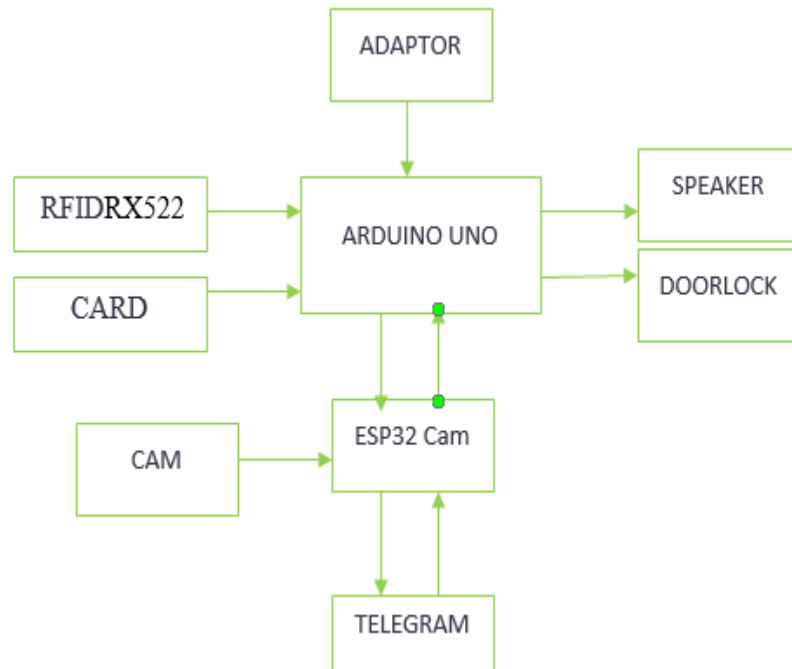 ADAPTOR
RFIDRX522
ARDUINO UNO
SPEAKER
CARD
DOORLOCK
CAM
ESP32 Cam
TELEGRAM